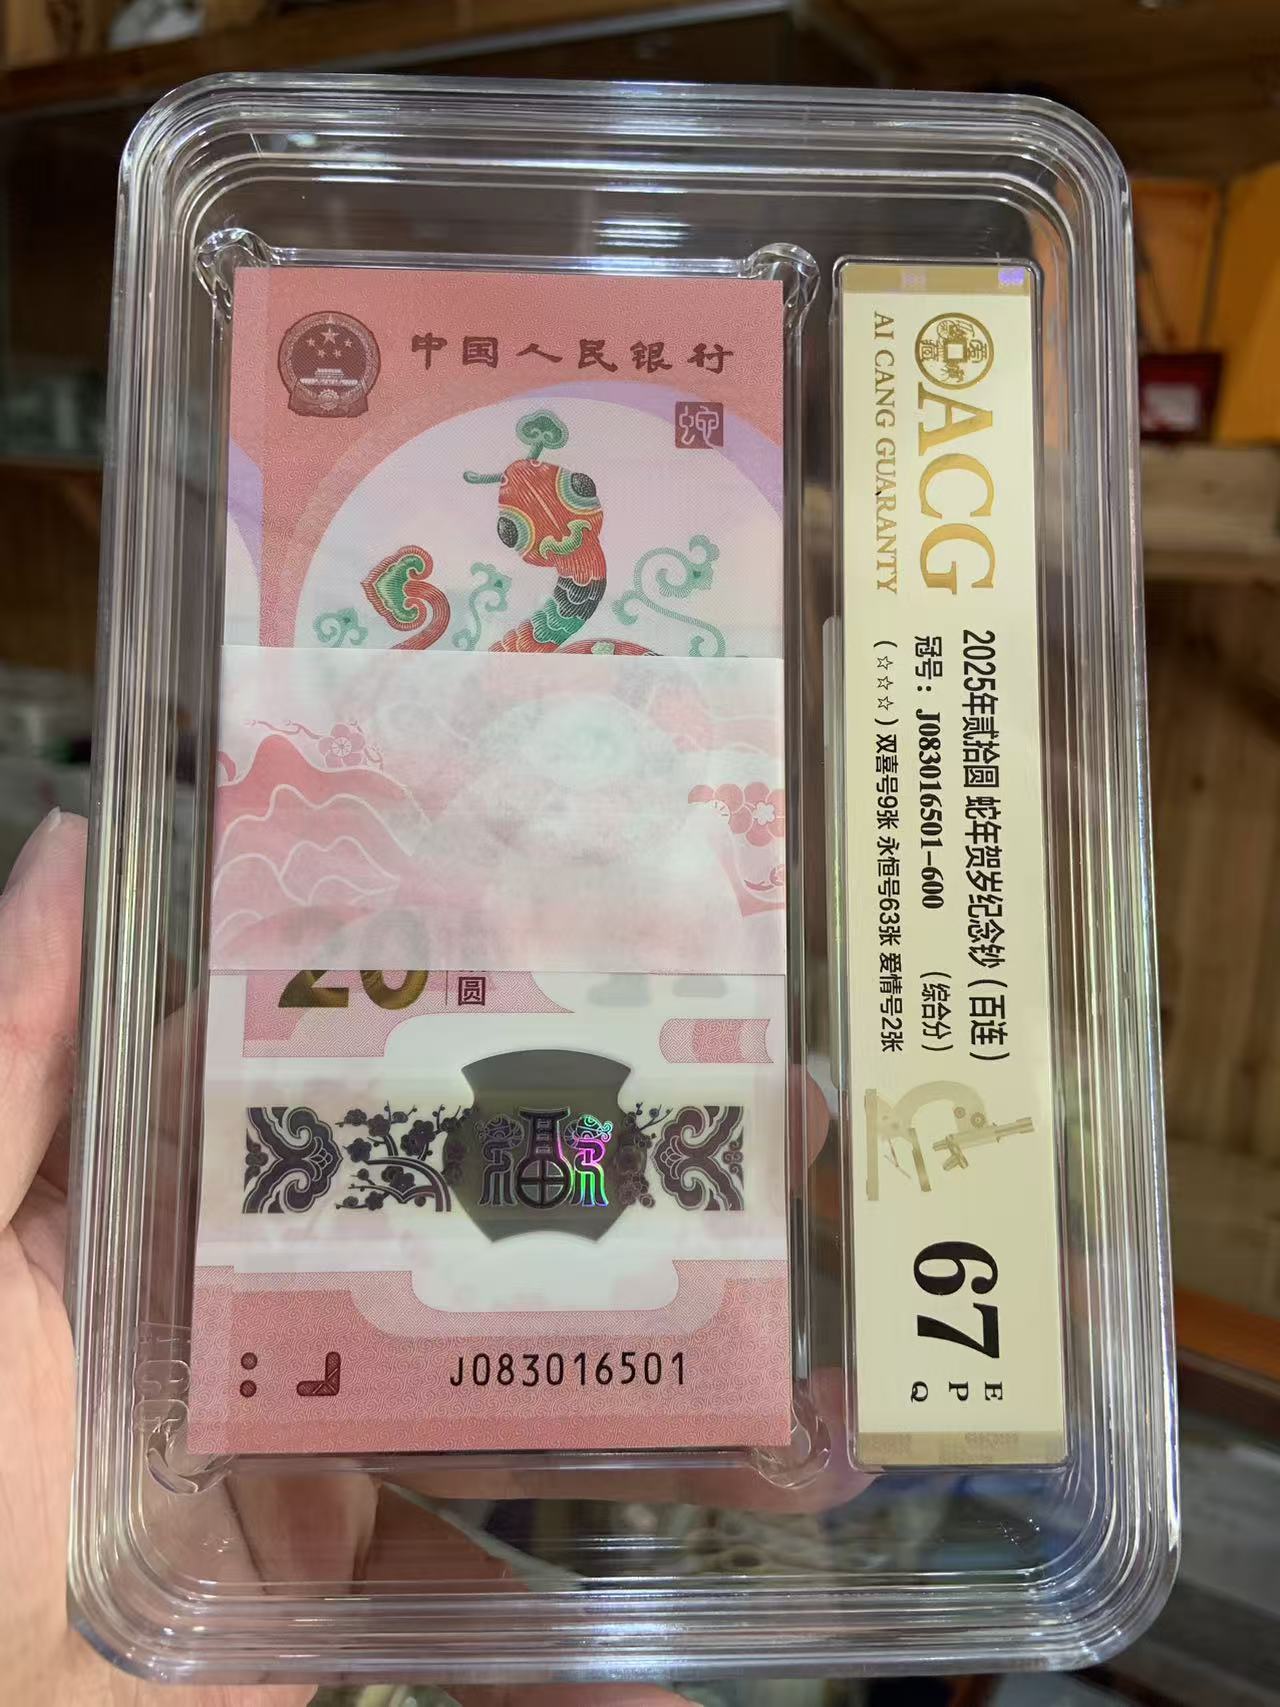 中国人民银行
蛇
20
圆
福
J083016501
ACG
AI CANG GUARANTY
2025年贰拾圆 蛇年贺岁纪念钞(百连)
冠号:J083016501-600 (综合分)
(☆☆☆)双喜号9张 永恒号63张 爱情号2张
67
E
P
Q